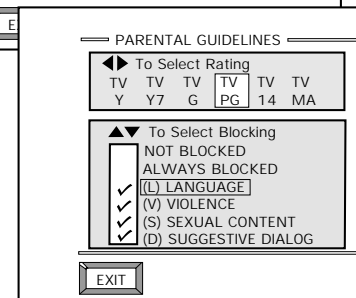 PARENTAL GUIDELINES
To Select Rating
TV TV TV TV TV TV
Y Y7 G PG 14 MA
To Select Blocking
NOT BLOCKED
ALWAYS BLOCKED
(L) LANGUAGE
(V) VIOLENCE
(S) SEXUAL CONTENT
(D) SUGGESTIVE DIALOG
EXIT